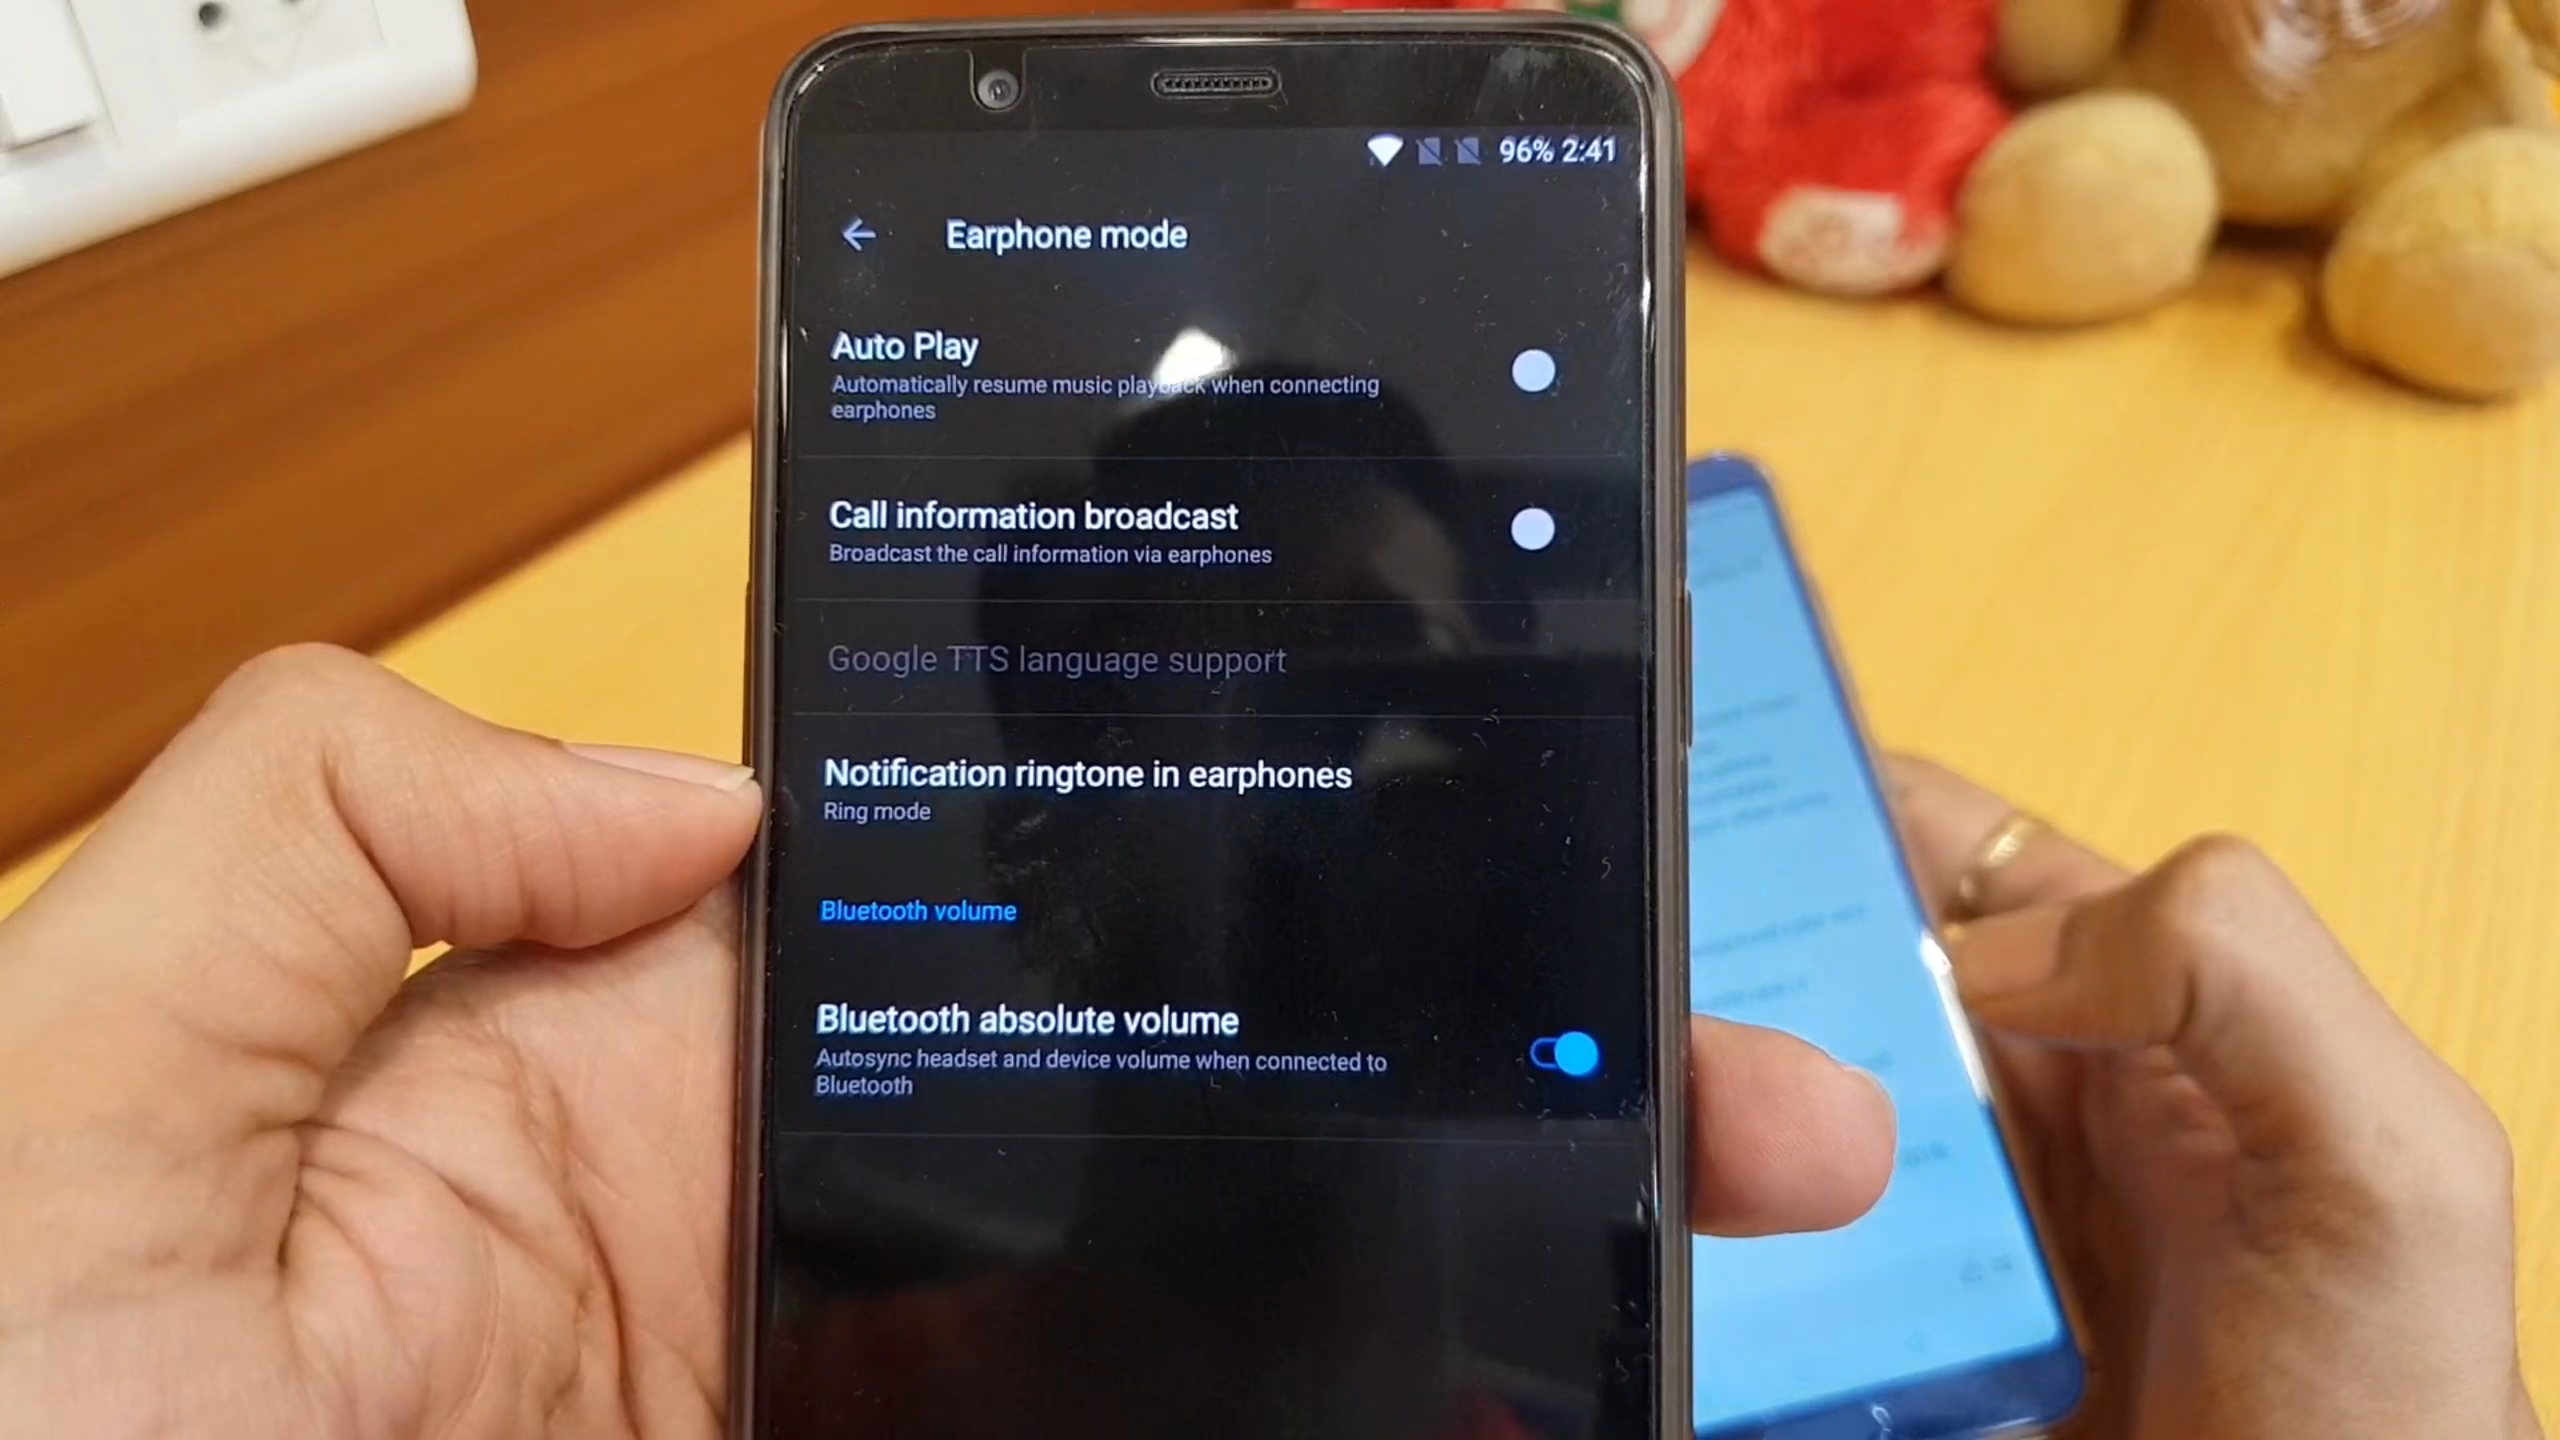 96% 2:41
Earphone mode
Auto Play
Automatically resume music playback when connecting
earphones
Call information broadcast
Broadcast the call information via earphones
Google TTS language support
Notification ringtone in earphones
Ring mode
Bluetooth volume
Bluetooth absolute volume
Autosync headset and device volume when connected to
Bluetooth